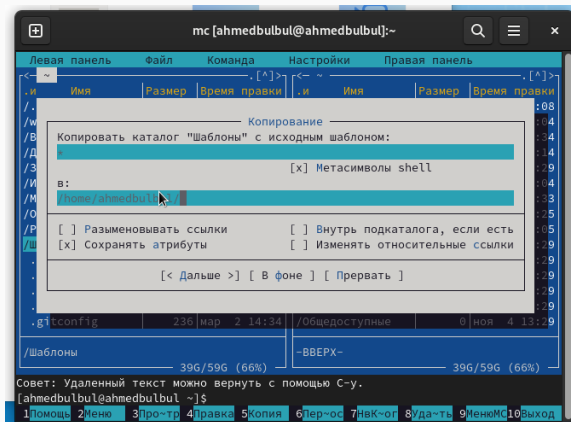 mc [ahmedbulbul@ahmedbulbul]:~
Левая панель Файл Команда Настройки Правая панель
<- ~ .[^]> <- ~ .[^]>
.и Имя Размер Время правки .и Имя Размер Время правки
Копирование
Копировать каталог "Шаблоны" с исходным шаблоном:
*
[x] Метасимволы shell
в:
/home/ahmedbulbul/
[ ] Разыменовывать ссылки [ ] Внутрь подкаталога, если есть
[x] Сохранять атрибуты [ ] Изменять относительные ссылки
[< Дальше >] [ В фоне ] [ Прервать ]
.gitconfig 236 мар 2 14:34 /Общедоступные 0 ноя 4 13:29
/Шаблоны -ВВЕРХ-
39G/59G (66%) 39G/59G (66%)
Совет: Удаленный текст можно вернуть с помощью C-y.
[ahmedbulbul@ahmedbulbul ~]$
1Помощь 2Меню 3Про~тр 4Правка 5Копия 6Пер~ос 7НвК~ог 8Уда~ть 9МенюМС 10Выход